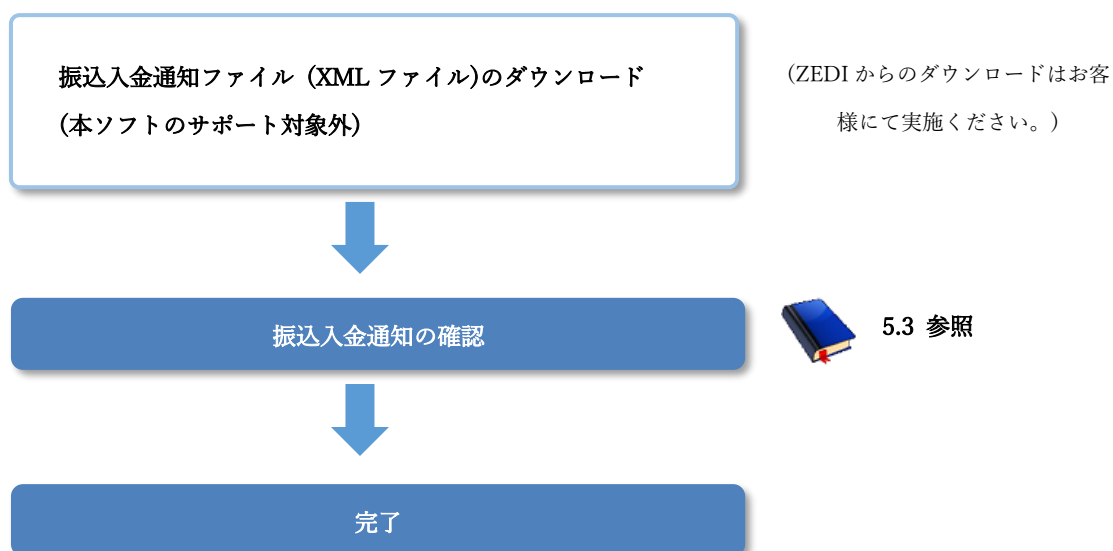 振込入金通知ファイル (XML ファイル)のダウンロード
(本ソフトのサポート対象外)
（ZEDI からのダウンロードはお客
様にて実施ください。）
振込入金通知の確認
5.3 参照
完了